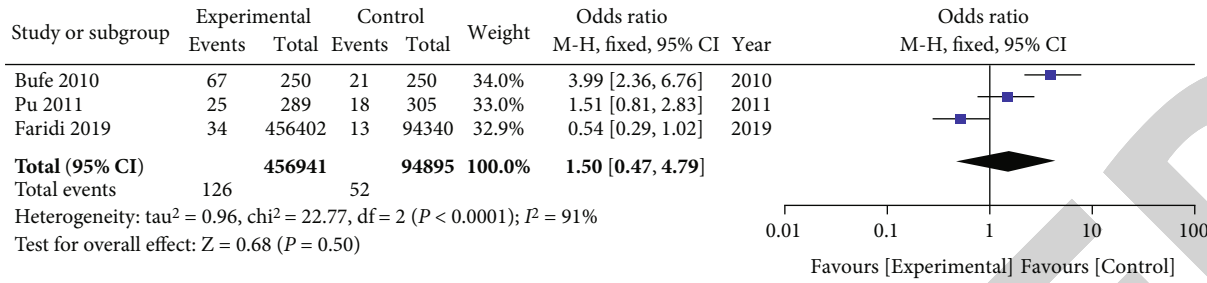 Study or subgroup Experimental Control Weight Odds ratio Odds ratio
Events Total Events Total M-H, fixed, 95% CI Year M-H, fixed, 95% CI
Bufe 2010 67 250 21 250 34.0% 3.99 [2.36, 6.76] 2010
Pu 2011 25 289 18 305 33.0% 1.51 [0.81, 2.83] 2011
Faridi 2019 34 456402 13 94340 32.9% 0.54 [0.29, 1.02] 2019
Total (95% CI) 456941 94895 100.0% 1.50 [0.47, 4.79]
Total events 126 52
Heterogeneity: tau² = 0.96, chi² = 22.77, df = 2 (P < 0.0001); I² = 91%
Test for overall effect: Z = 0.68 (P = 0.50)
0.01 0.1 1 10 100
Favours [Experimental] Favours [Control]